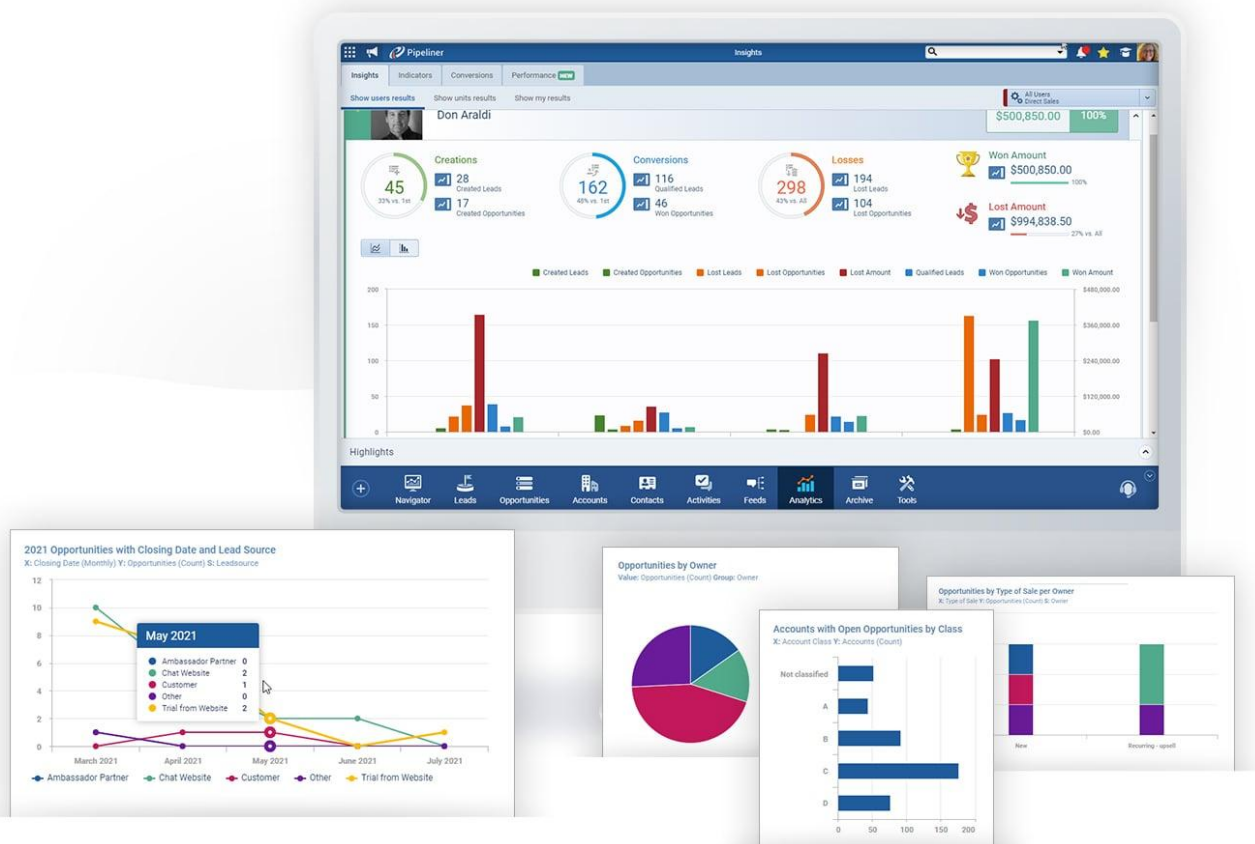 Pipeliner
Insights
Insights Indicators Conversions Performance NEW
Show users results Show units results Show my results
All Users
Direct Sales
Don Araldi
$500,850.00 100%
45
33% vs. 1st
Creations
28
Created Leads
17
Created Opportunities
162
48% vs. 1st
Conversions
116
Qualified Leads
46
Won Opportunities
298
43% vs. All
Losses
194
Lost Leads
104
Lost Opportunities
Won Amount
$500,850.00
100%
Lost Amount
$994,838.50
27% vs. All
Created Leads Created Opportunities Lost Leads Lost Opportunities Lost Amount Qualified Leads Won Opportunities Won Amount
200 $480,000.00
150 $360,000.00
100 $240,000.00
50 $120,000.00
0 $0.00
Highlights
Navigator Leads Opportunities Accounts Contacts Activities Feeds Analytics Archive Tools
2021 Opportunities with Closing Date and Lead Source
X: Closing Date (Monthly) Y: Opportunities (Count) S: Leadsource
12
10
8
6
4
2
0
May 2021
Ambassador Partner 0
Chat Website 2
Customer 1
Other 0
Trial from Website 2
March 2021 April 2021 May 2021 June 2021 July 2021
Ambassador Partner Chat Website Customer Other Trial from Website
Opportunities by Owner
Value: Opportunities (Count) Group: Owner
Accounts with Open Opportunities by Class
X: Account Class Y: Accounts (Count)
Not classified
A
B
C
D
0 50 100 150 200
Opportunities by Type of Sale per Owner
X: Type of Sale Y: Opportunities (Count) S: Owner
New Recurring - upsell